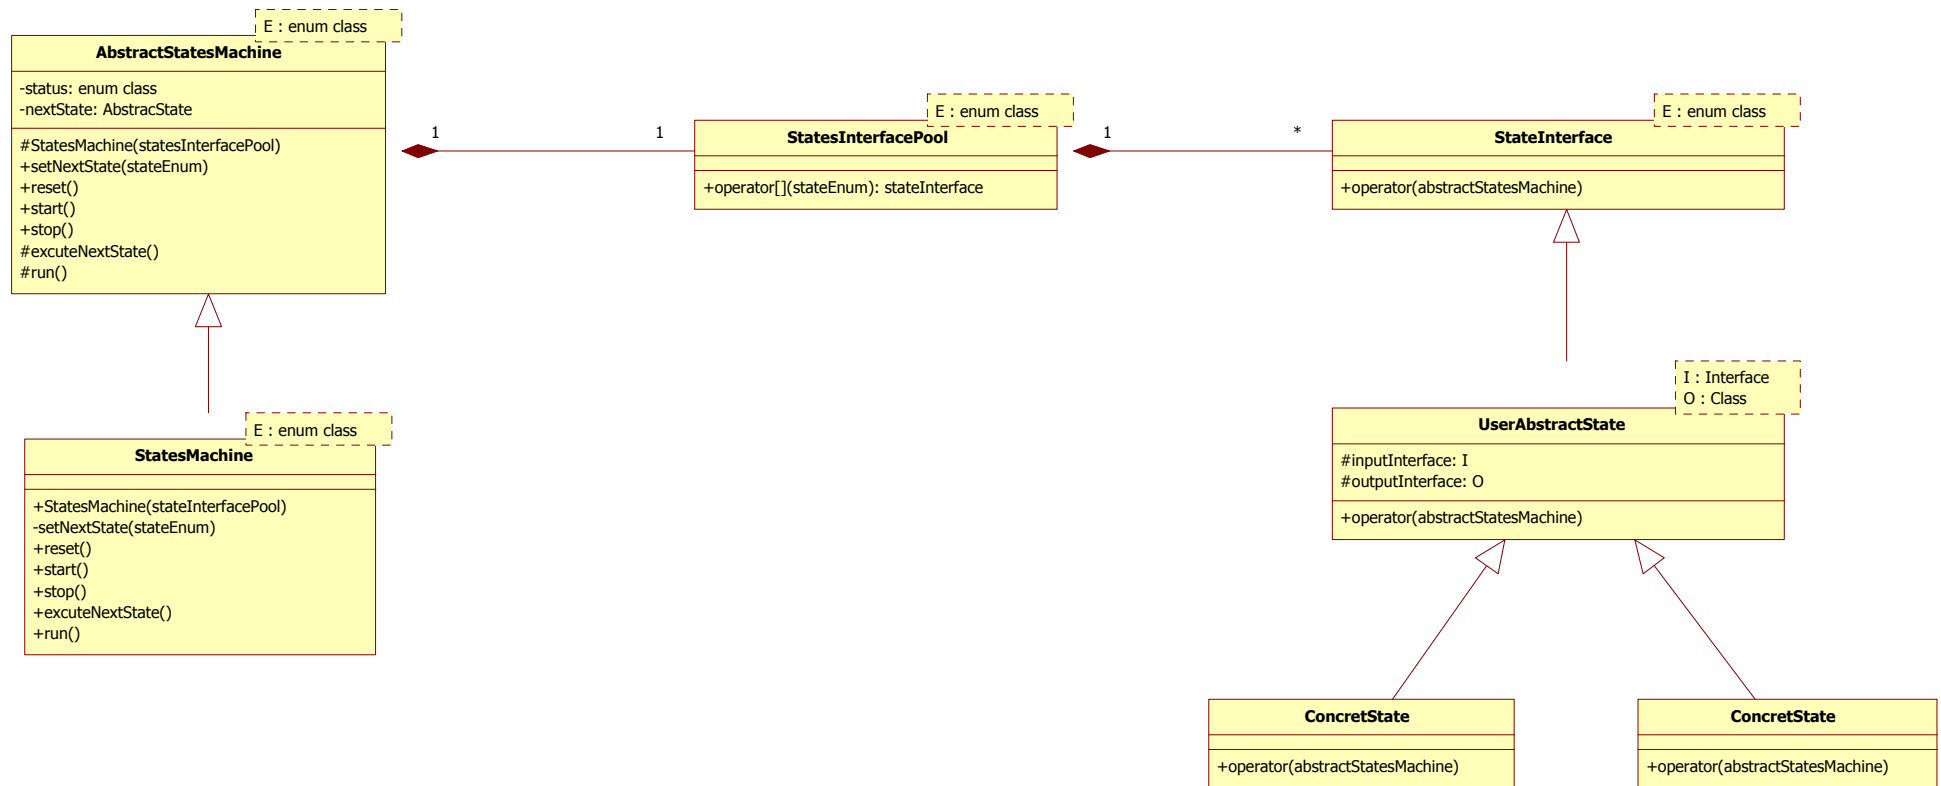 E : enum class
AbstractStatesMachine
-status: enum class
-nextState: AbstracState
#StatesMachine(statesInterfacePool)
+setNextState(stateEnum)
+reset()
+start()
+stop()
#excuteNextState()
#run()
1
1
E : enum class
StatesInterfacePool
+operator[](stateEnum): stateInterface
1
*
E : enum class
StateInterface
+operator(abstractStatesMachine)
E : enum class
StatesMachine
+StatesMachine(stateInterfacePool)
-setNextState(stateEnum)
+reset()
+start()
+stop()
+excuteNextState()
+run()
I : Interface
O : Class
UserAbstractState
#inputInterface: I
#outputInterface: O
+operator(abstractStatesMachine)
ConcretState
+operator(abstractStatesMachine)
ConcretState
+operator(abstractStatesMachine)